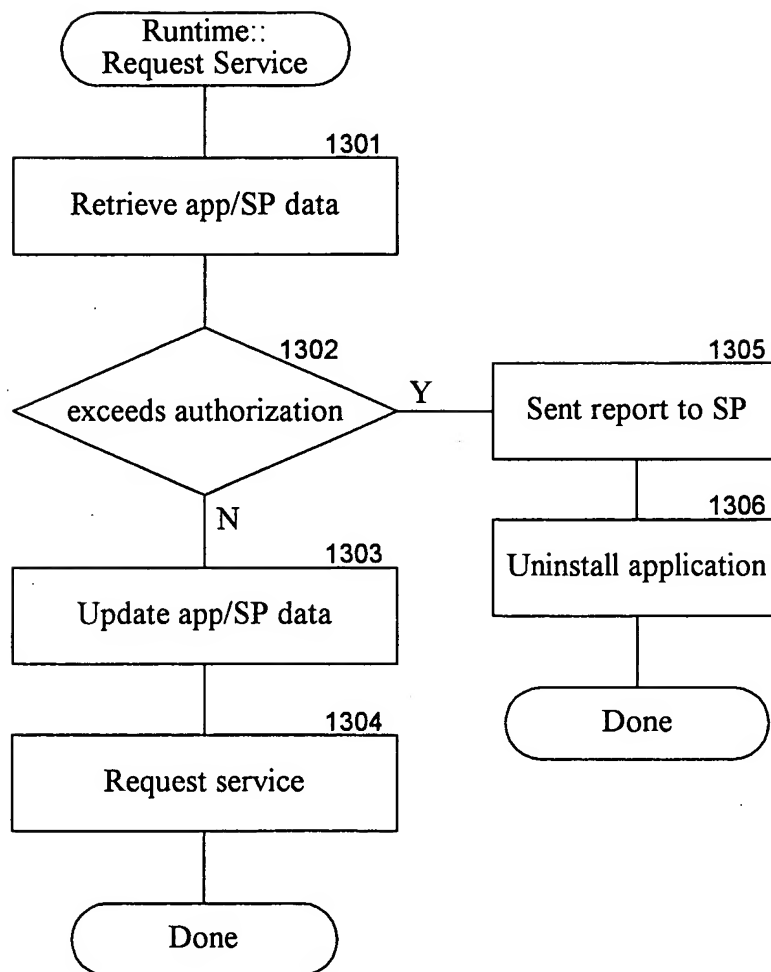 Runtime::
Request Service
1301
Retrieve app/SP data
1302
exceeds authorization
Y
N
1303
Update app/SP data
1304
Request service
Done
1305
Sent report to SP
1306
Uninstall application
Done